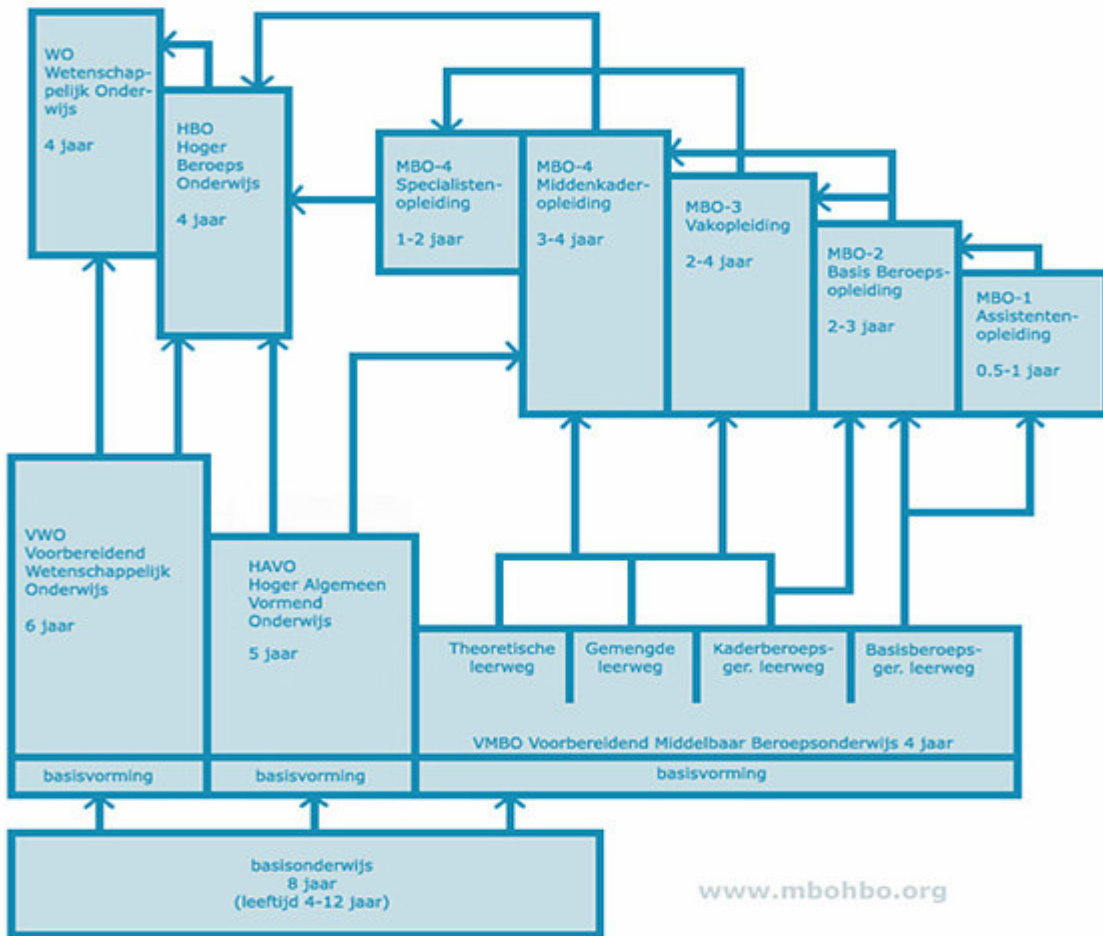 WO
Wetenschap-
pelijk Onder-
wijs
4 jaar
HBO
Hoger
Beroeps
Onderwijs
4 jaar
MBO-4
Specialisten-
opleiding
1-2 jaar
MBO-4
Middenkader-
opleiding
3-4 jaar
MBO-3
Vakopleiding
2-4 jaar
MBO-2
Basis Beroeps-
opleiding
2-3 jaar
MBO-1
Assistenten-
opleiding
0.5-1 jaar
VWO
Voorbereidend
Wetenschappelijk
Onderwijs
6 jaar
HAVO
Hoger Algemeen
Vormend
Onderwijs
5 jaar
Theoretische
leerweg
Gemengde
leerweg
Kaderberoeps-
ger. leerweg
Basisberoeps-
ger. leerweg
VMBO Voorbereidend Middelbaar Beroepsonderwijs 4 jaar
basisvorming
basisvorming
basisvorming
basisonderwijs
8 jaar
(leeftijd 4-12 jaar)
www.mbohbo.org